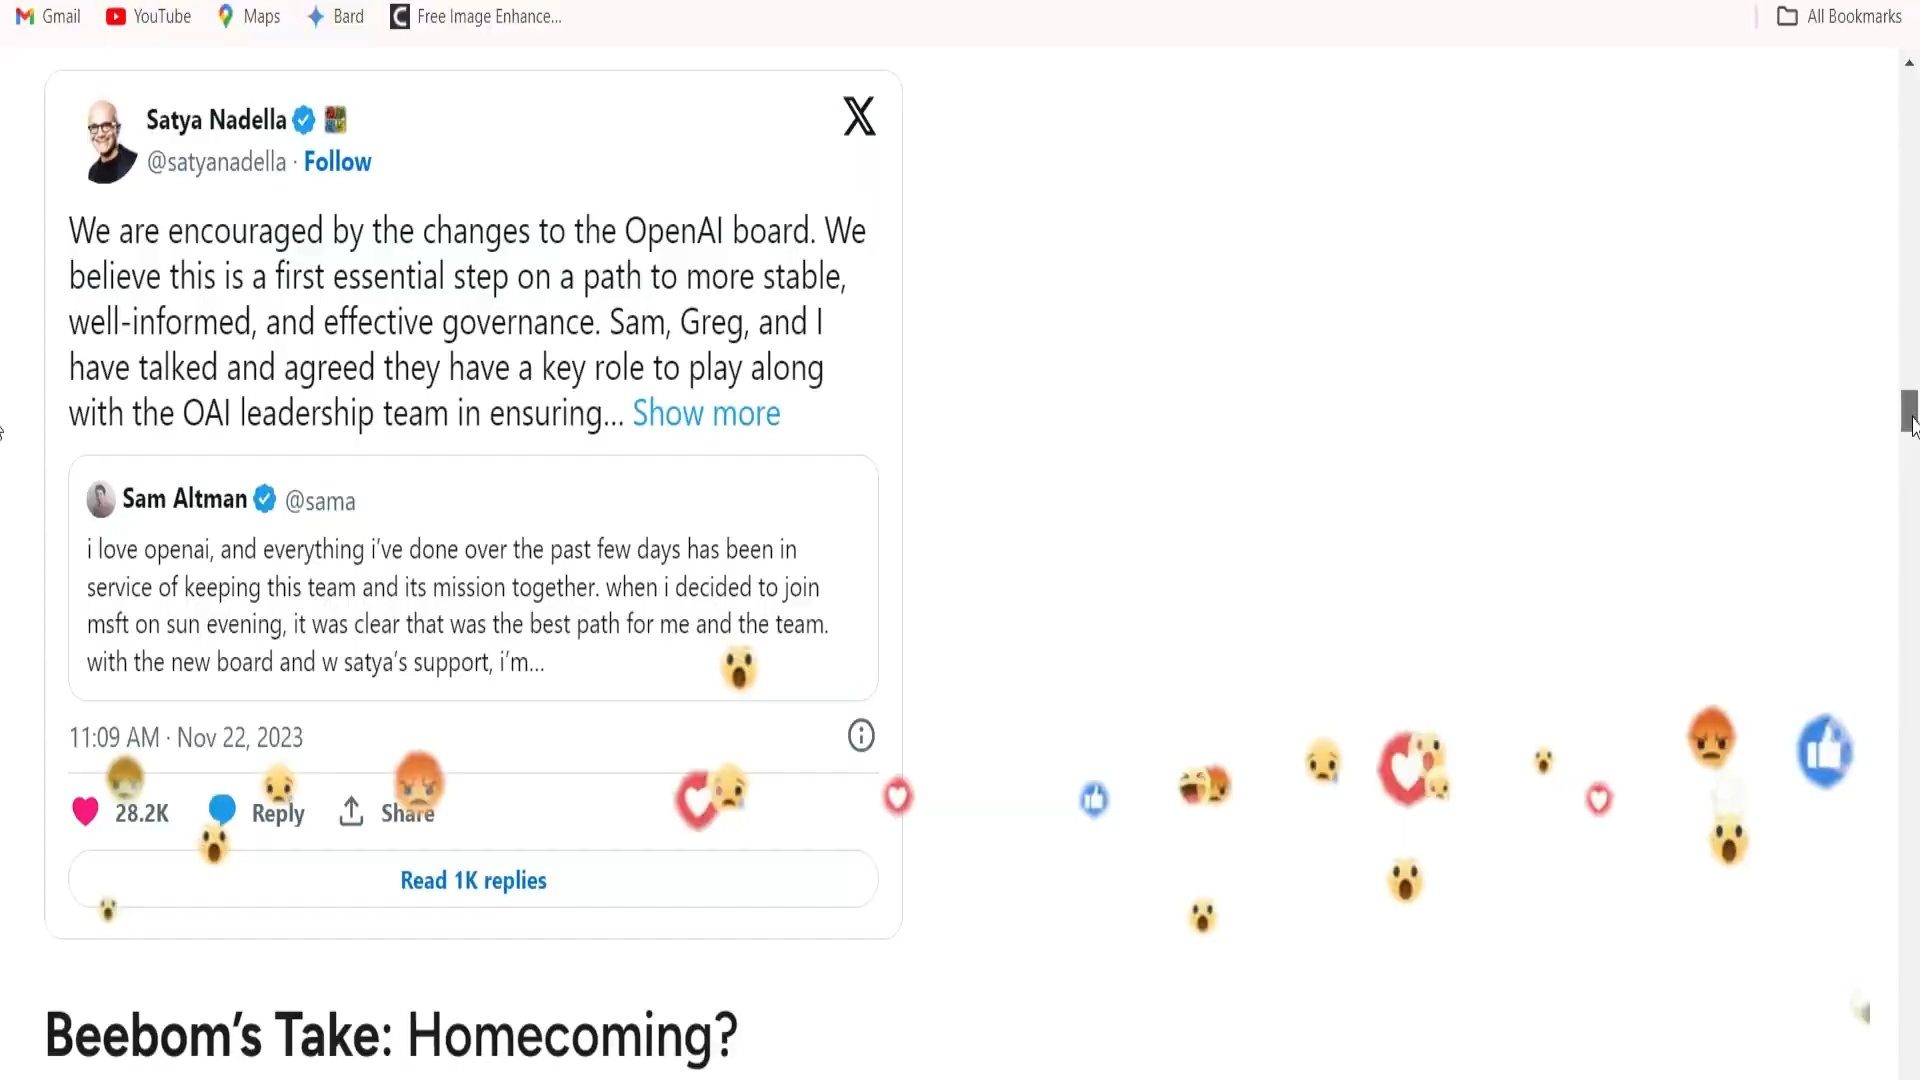 Gmail YouTube Maps Bard Free Image Enhance... All Bookmarks
Satya Nadella
@satyanadella · Follow
We are encouraged by the changes to the OpenAI board. We
believe this is a first essential step on a path to more stable,
well-informed, and effective governance. Sam, Greg, and I
have talked and agreed they have a key role to play along
with the OAI leadership team in ensuring... Show more
Sam Altman @sama
i love openai, and everything i've done over the past few days has been in
service of keeping this team and its mission together. when i decided to join
msft on sun evening, it was clear that was the best path for me and the team.
with the new board and w satya's support, i'm...
11:09 AM · Nov 22, 2023
28.2K Reply Share
Read 1K replies
Beebom's Take: Homecoming?